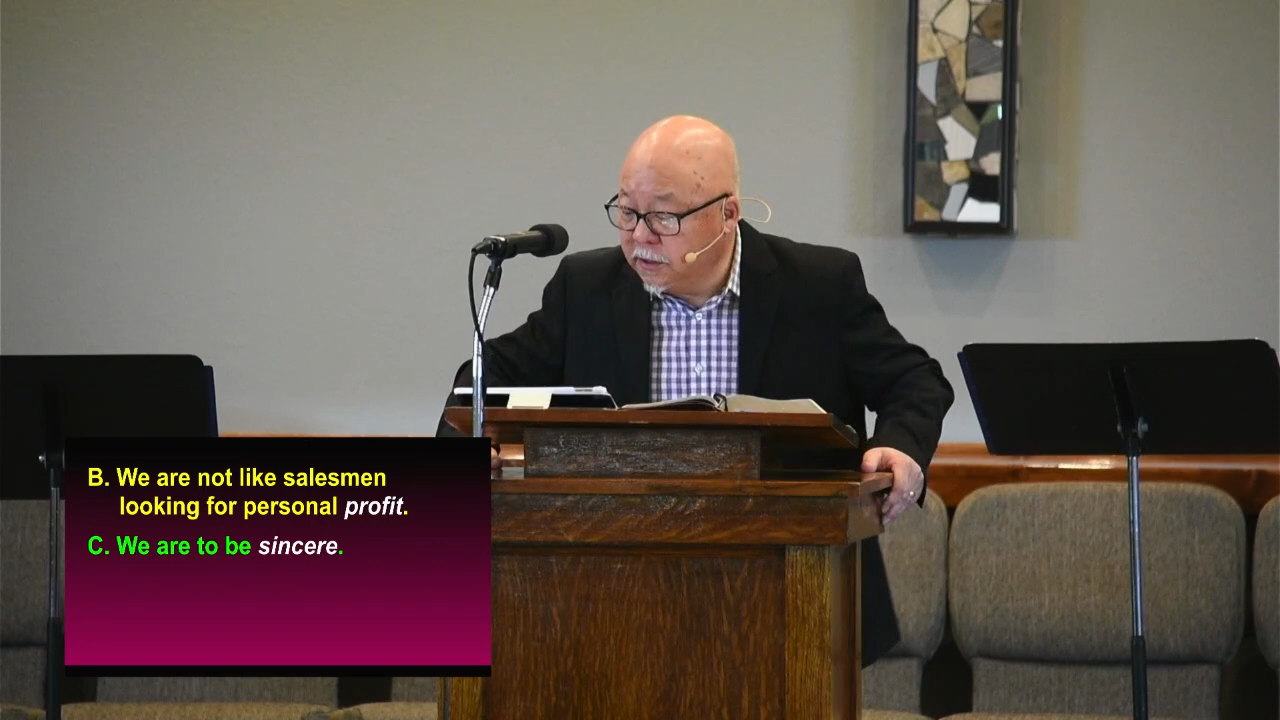 B. We are not like salesmen
looking for personal profit.
C. We are to be sincere.